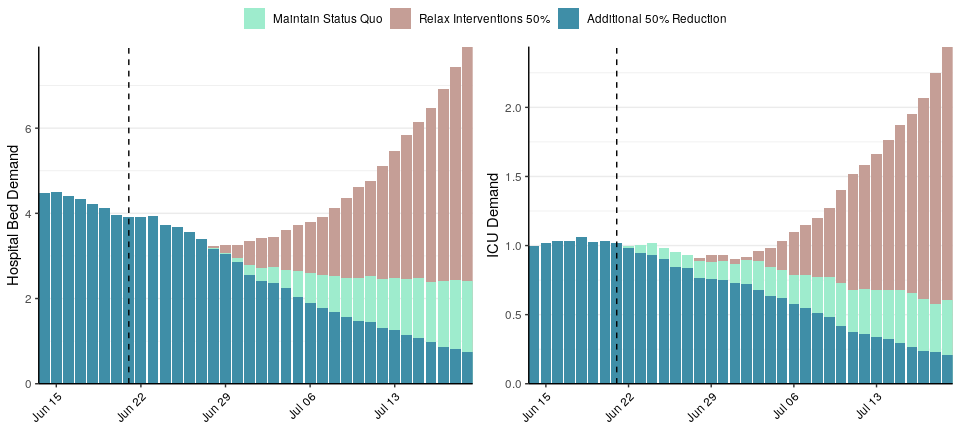 Maintain Status Quo Relax Interventions 50% Additional 50% Reduction
Hospital Bed Demand
6
4
2
0
Jun 15 Jun 22 Jun 29 Jul 06 Jul 13
ICU Demand
2.0
1.5
1.0
0.5
0.0
Jun 15 Jun 22 Jun 29 Jul 06 Jul 13